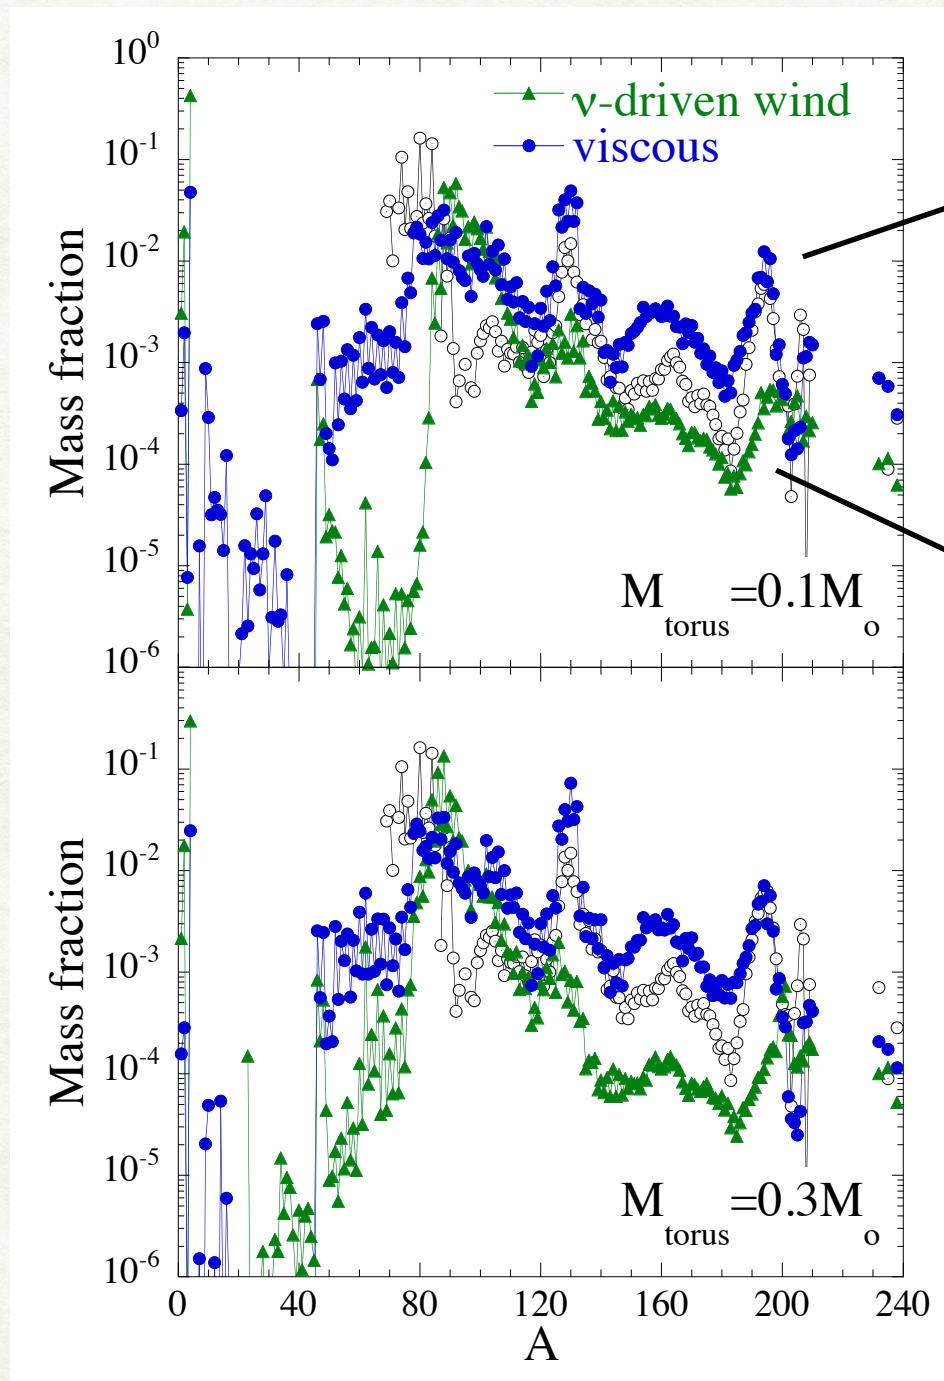 10^0
ν-driven wind
viscous
10^-1
10^-2
10^-3
10^-4
10^-5
10^-6
Mass fraction
M_torus=0.1M_o
10^-1
10^-2
10^-3
10^-4
10^-5
10^-6
Mass fraction
M_torus=0.3M_o
0 40 80 120 160 200 240
A